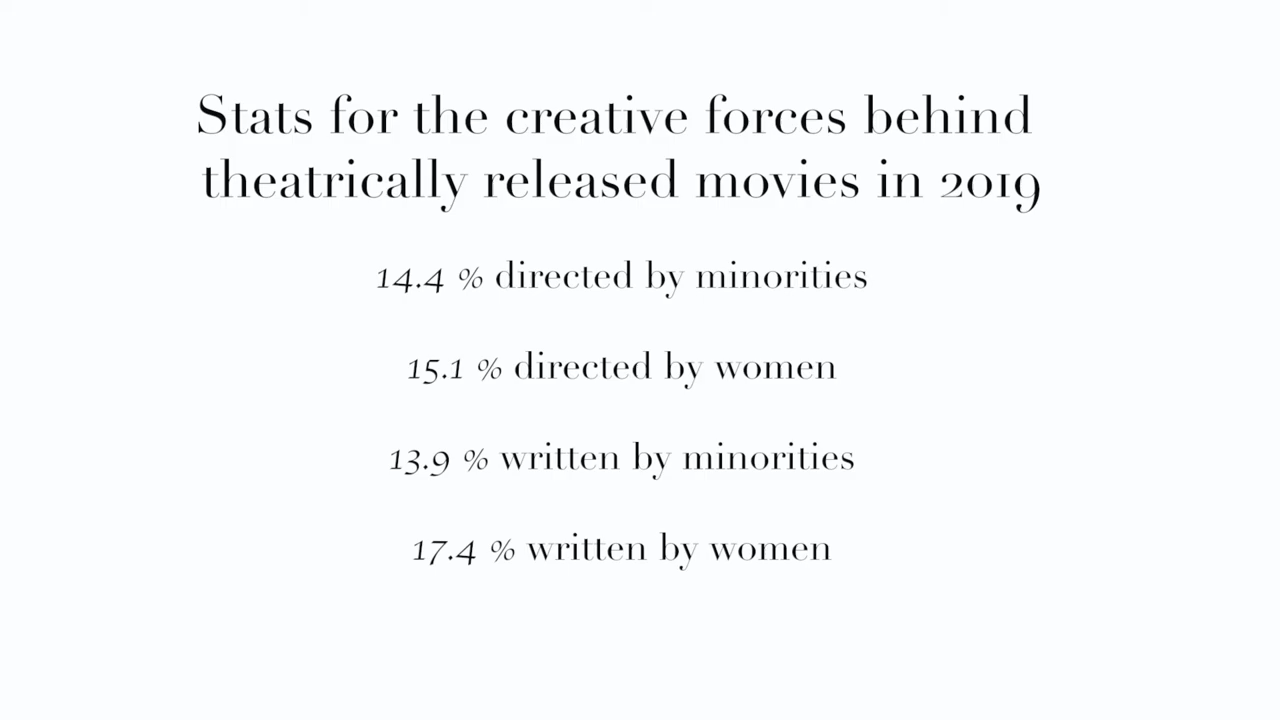 Stats for the creative forces behind
theatrically released movies in 2019
14.4 % directed by minorities
15.1 % directed by women
13.9 % written by minorities
17.4 % written by women